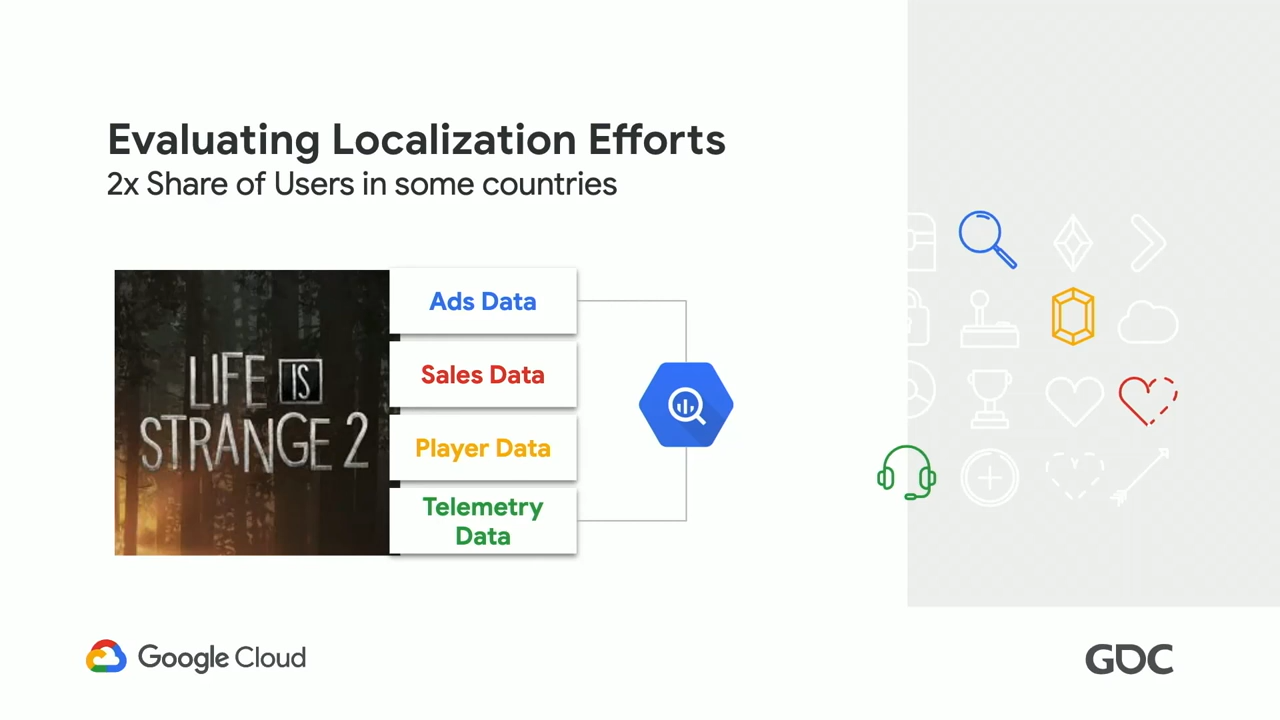 Evaluating Localization Efforts
2x Share of Users in some countries
LIFE IS
STRANGE 2
Ads Data
Sales Data
Player Data
Telemetry
Data
Google Cloud
GDC